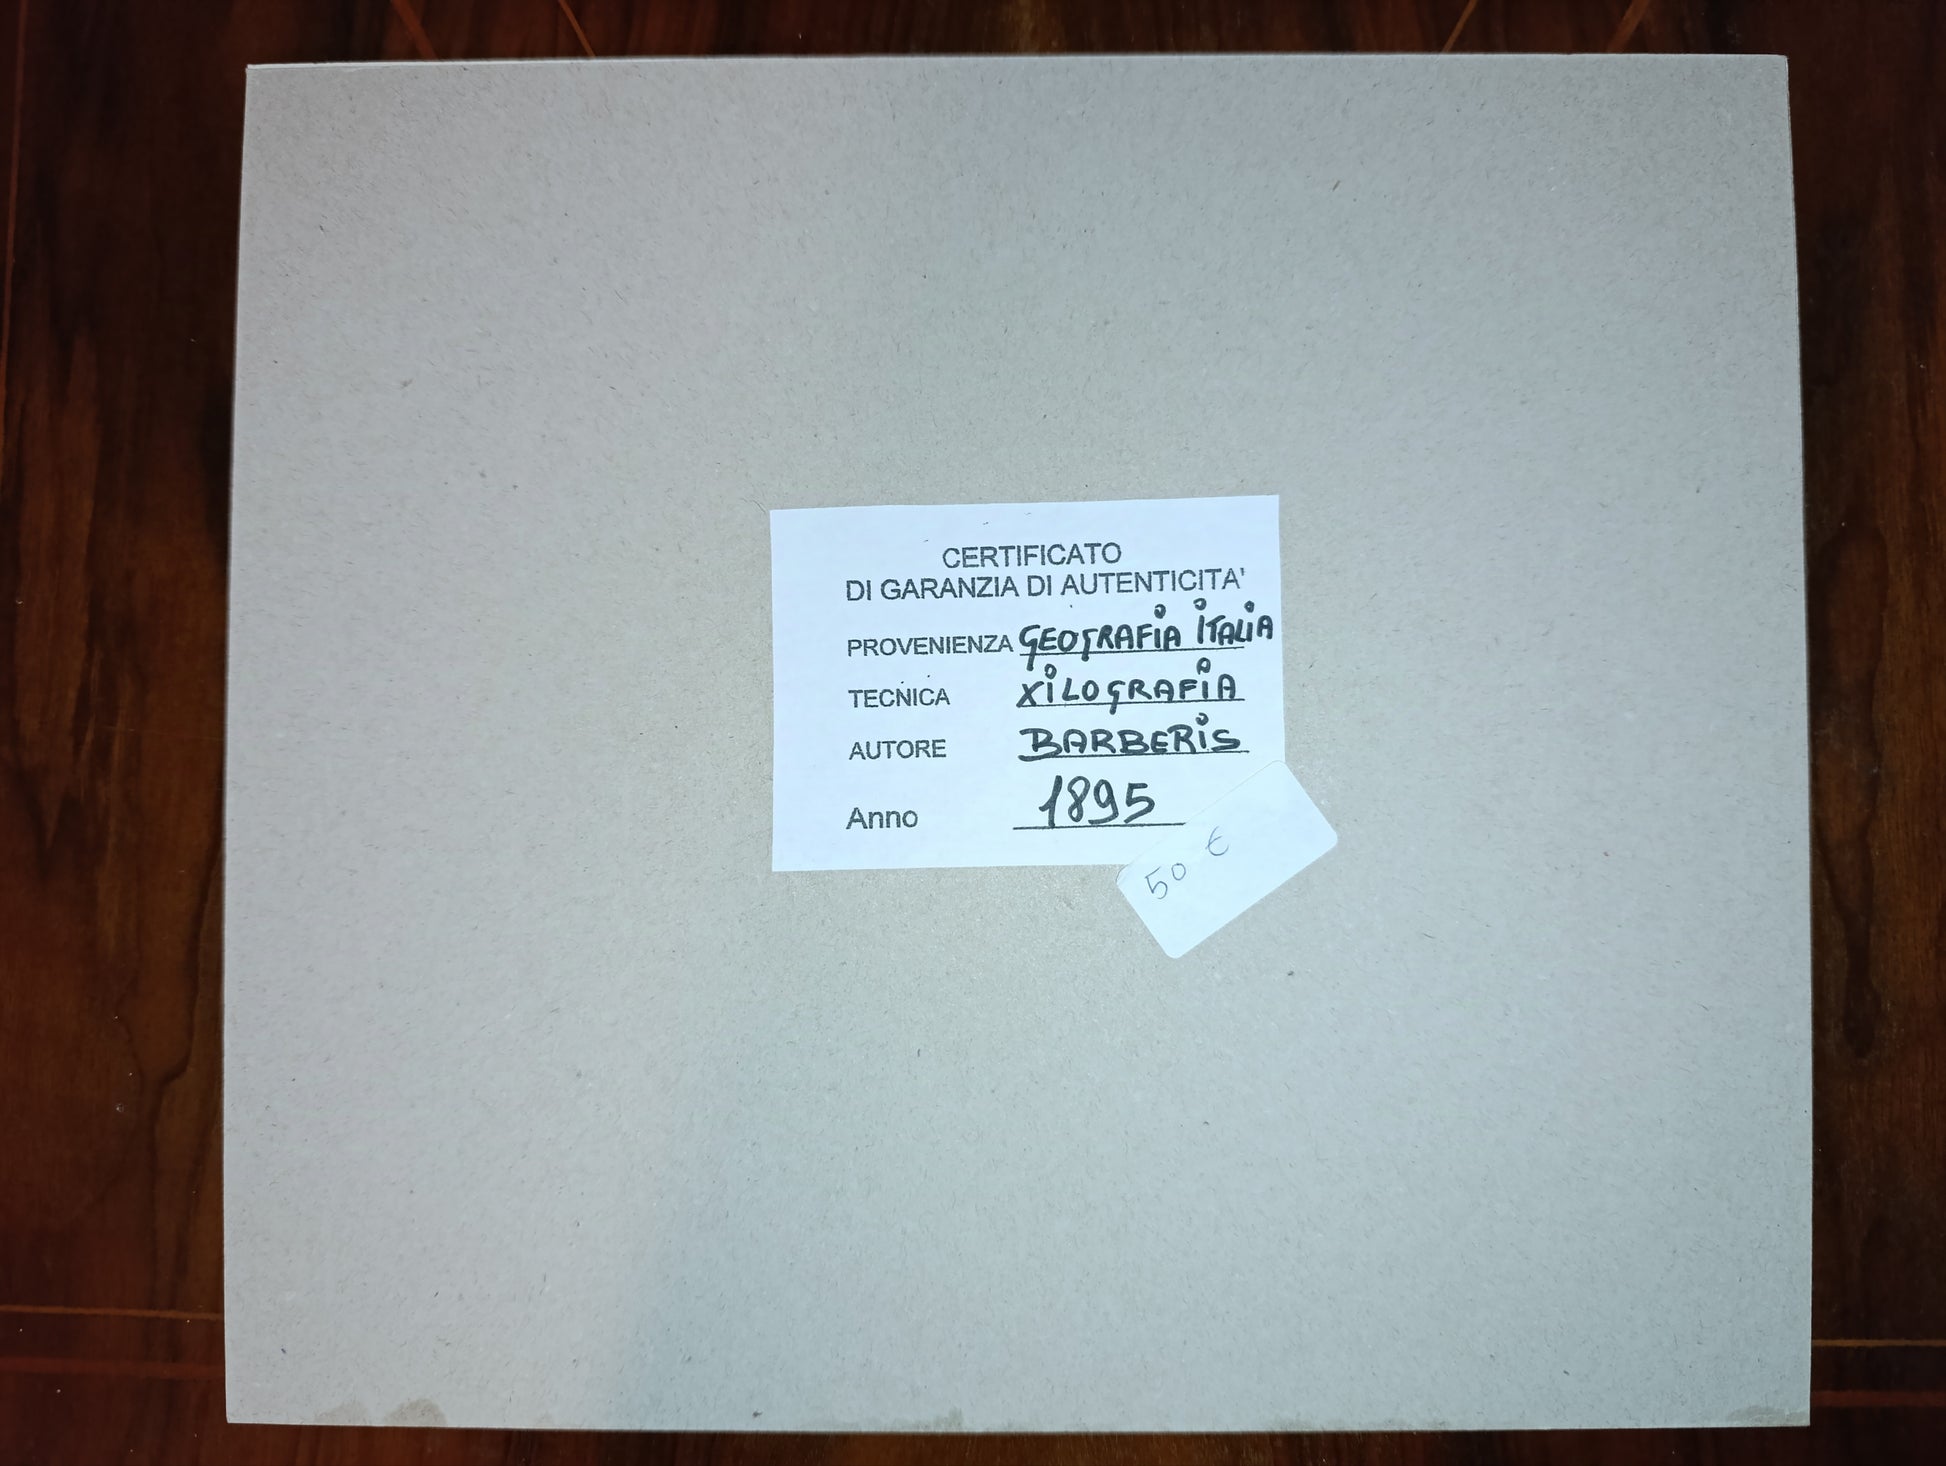 CERTIFICATO
DI GARANZIA DI AUTENTICITA'
PROVENIENZA GEOGRAFIA ITALIA
TECNICA XILOGRAFIA
AUTORE BARBERIS
Anno 1895
50 €